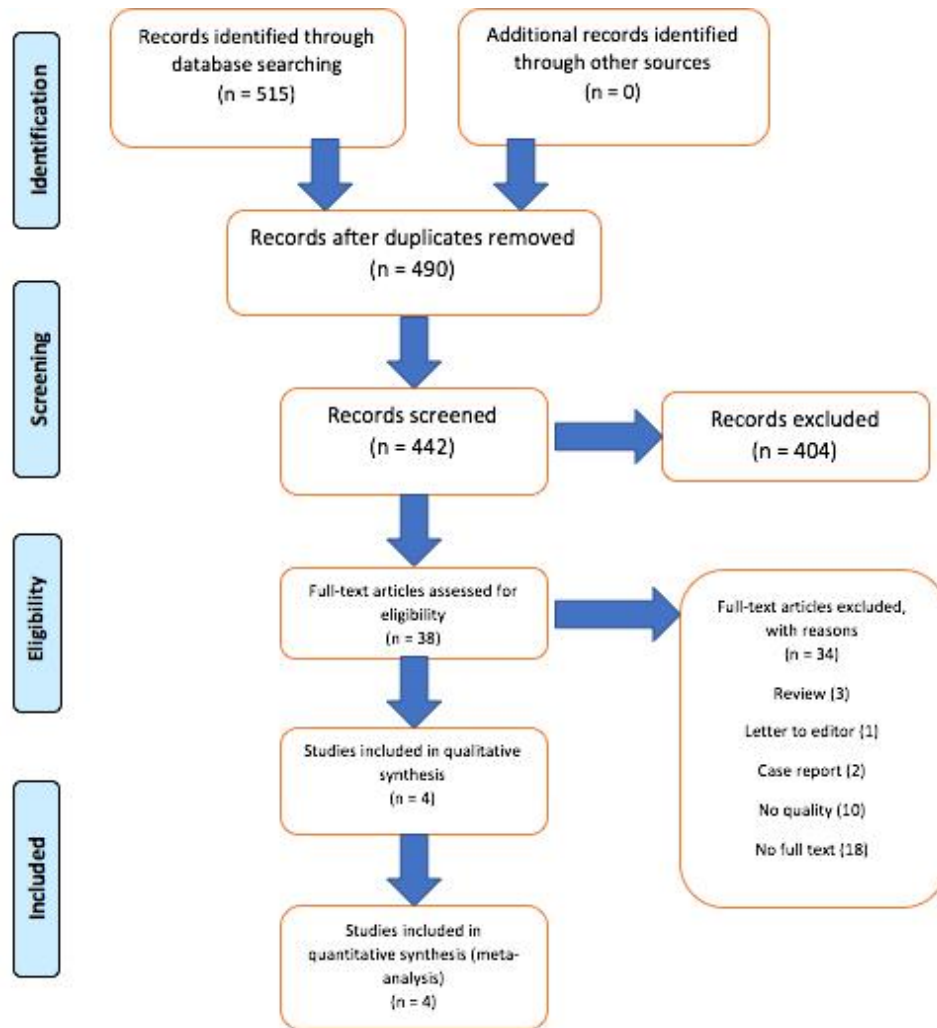 Identification
Records identified through
database searching
(n = 515)
Additional records identified
through other sources
(n = 0)
Records after duplicates removed
(n = 490)
Screening
Records screened
(n = 442)
Records excluded
(n = 404)
Eligibility
Full-text articles assessed for
eligibility
(n = 38)
Full-text articles excluded,
with reasons
(n = 34)
Review (3)
Letter to editor (1)
Case report (2)
No quality (10)
No full text (18)
Included
Studies included in qualitative
synthesis
(n = 4)
Studies included in
quantitative synthesis (meta-
analysis)
(n = 4)